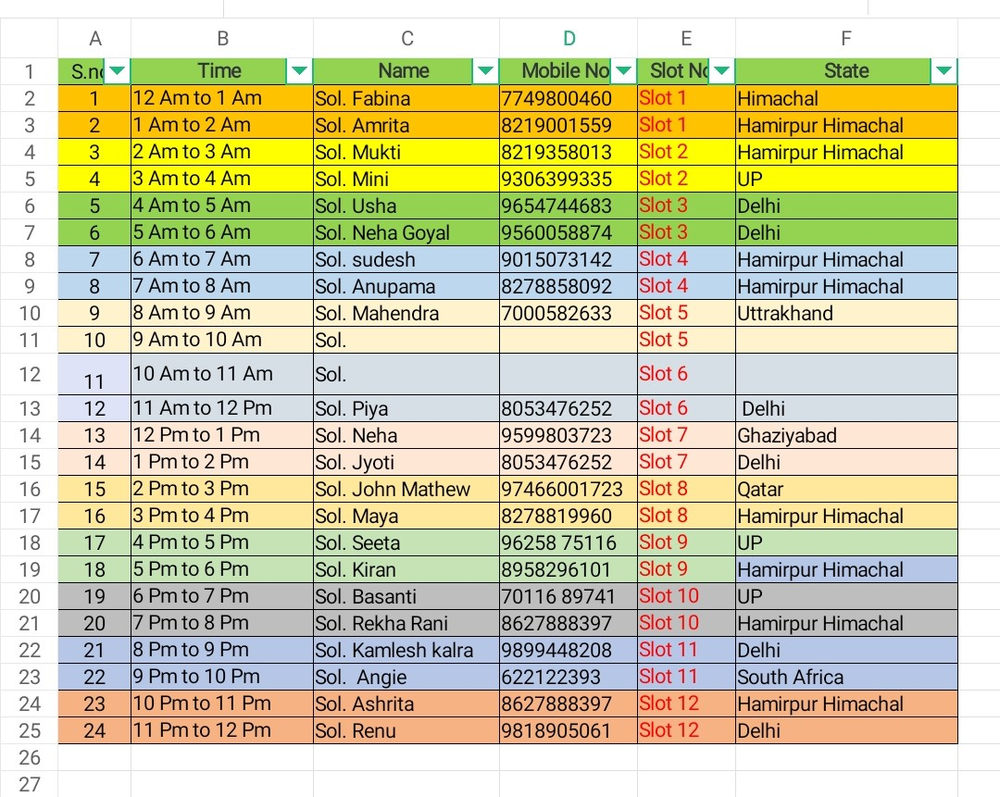 A B C D E F
1 S.no Time Name Mobile No Slot No State
2 1 12 Am to 1 Am Sol. Fabina 7749800460 Slot 1 Himachal
3 2 1 Am to 2 Am Sol. Amrita 8219001559 Slot 1 Hamirpur Himachal
4 3 2 Am to 3 Am Sol. Mukti 8219358013 Slot 2 Hamirpur Himachal
5 4 3 Am to 4 Am Sol. Mini 9306399335 Slot 2 UP
6 5 4 Am to 5 Am Sol. Usha 9654744683 Slot 3 Delhi
7 6 5 Am to 6 Am Sol. Neha Goyal 9560058874 Slot 3 Delhi
8 7 6 Am to 7 Am Sol. sudesh 9015073142 Slot 4 Hamirpur Himachal
9 8 7 Am to 8 Am Sol. Anupama 8278858092 Slot 4 Hamirpur Himachal
10 9 8 Am to 9 Am Sol. Mahendra 7000582633 Slot 5 Uttrakhand
11 10 9 Am to 10 Am Sol. Slot 5
12 11 10 Am to 11 Am Sol. Slot 6
13 12 11 Am to 12 Pm Sol. Piya 8053476252 Slot 6 Delhi
14 13 12 Pm to 1 Pm Sol. Neha 9599803723 Slot 7 Ghaziyabad
15 14 1 Pm to 2 Pm Sol. Jyoti 8053476252 Slot 7 Delhi
16 15 2 Pm to 3 Pm Sol. John Mathew 97466001723 Slot 8 Qatar
17 16 3 Pm to 4 Pm Sol. Maya 8278819960 Slot 8 Hamirpur Himachal
18 17 4 Pm to 5 Pm Sol. Seeta 96258 75116 Slot 9 UP
19 18 5 Pm to 6 Pm Sol. Kiran 8958296101 Slot 9 Hamirpur Himachal
20 19 6 Pm to 7 Pm Sol. Basanti 70116 89741 Slot 10 UP
21 20 7 Pm to 8 Pm Sol. Rekha Rani 8627888397 Slot 10 Hamirpur Himachal
22 21 8 Pm to 9 Pm Sol. Kamlesh kalra 9899448208 Slot 11 Delhi
23 22 9 Pm to 10 Pm Sol. Angie 622122393 Slot 11 South Africa
24 23 10 Pm to 11 Pm Sol. Ashrita 8627888397 Slot 12 Hamirpur Himachal
25 24 11 Pm to 12 Pm Sol. Renu 9818905061 Slot 12 Delhi
26
27